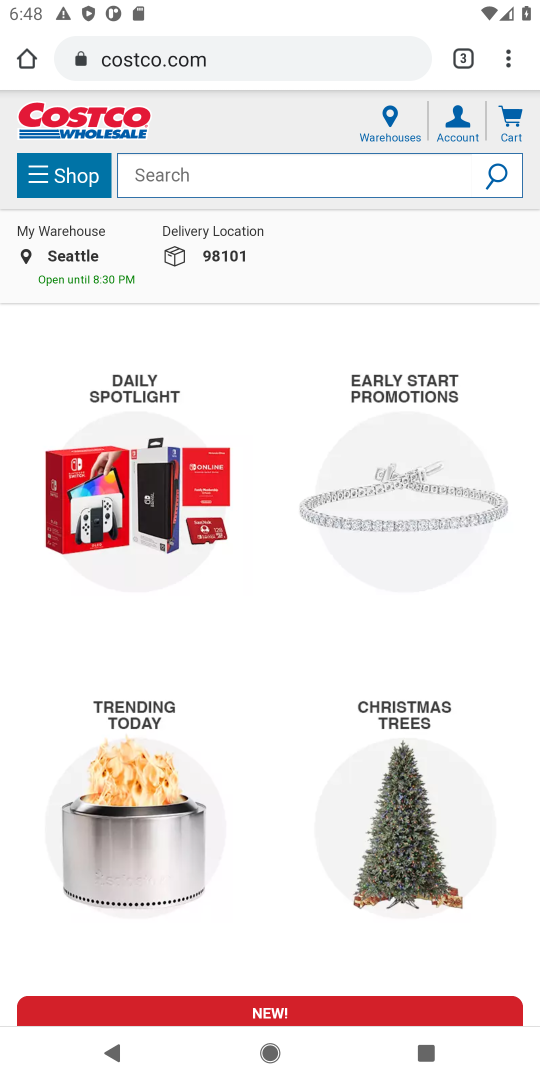 6:48
costco.com
3
COSTCO
WHOLESALE
Warehouses
Account
Cart
Shop
Search
My Warehouse
Delivery Location
Seattle
98101
Open until 8:30 PM
DAILY
SPOTLIGHT
EARLY START
PROMOTIONS
ONLINE
TRENDING
TODAY
CHRISTMAS
TREES
NEW!